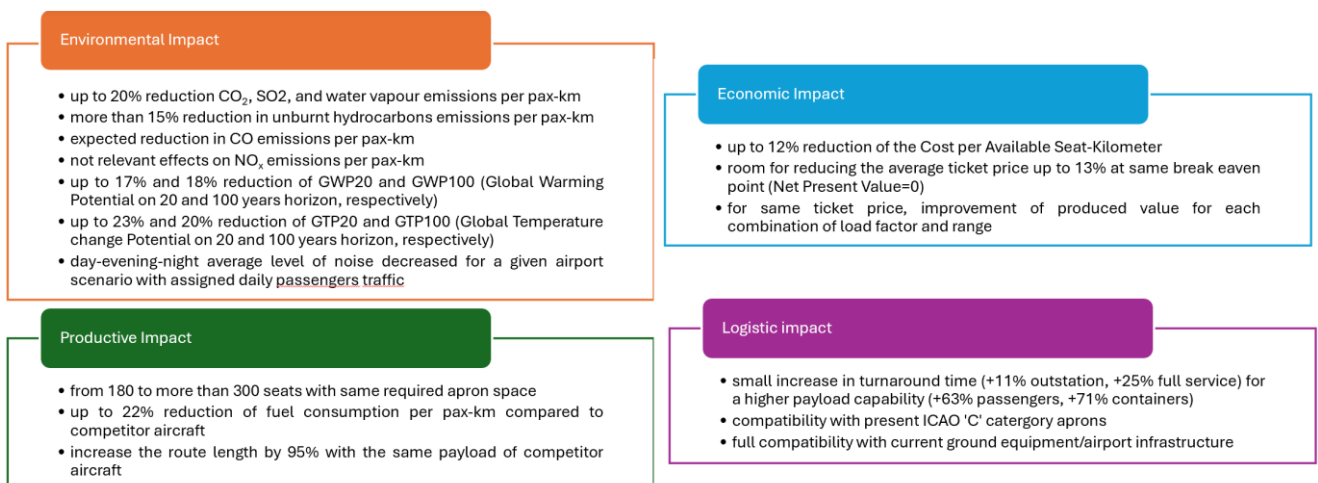 Environmental Impact
• up to 20% reduction CO₂, SO2, and water vapour emissions per pax-km
• more than 15% reduction in unburnt hydrocarbons emissions per pax-km
• expected reduction in CO emissions per pax-km
• not relevant effects on NOₓ emissions per pax-km
• up to 17% and 18% reduction of GWP20 and GWP100 (Global Warming
Potential on 20 and 100 years horizon, respectively)
• up to 23% and 20% reduction of GTP20 and GTP100 (Global Temperature
change Potential on 20 and 100 years horizon, respectively)
• day-evening-night average level of noise decreased for a given airport
scenario with assigned daily passengers traffic
Economic Impact
• up to 12% reduction of the Cost per Available Seat-Kilometer
• room for reducing the average ticket price up to 13% at same break eaven
point (Net Present Value=0)
• for same ticket price, improvement of produced value for each
combination of load factor and range
Productive Impact
• from 180 to more than 300 seats with same required apron space
• up to 22% reduction of fuel consumption per pax-km compared to
competitor aircraft
• increase the route length by 95% with the same payload of competitor
aircraft
Logistic impact
• small increase in turnaround time (+11% outstation, +25% full service) for
a higher payload capability (+63% passengers, +71% containers)
• compatibility with present ICAO 'C' catergory aprons
• full compatibility with current ground equipment/airport infrastructure